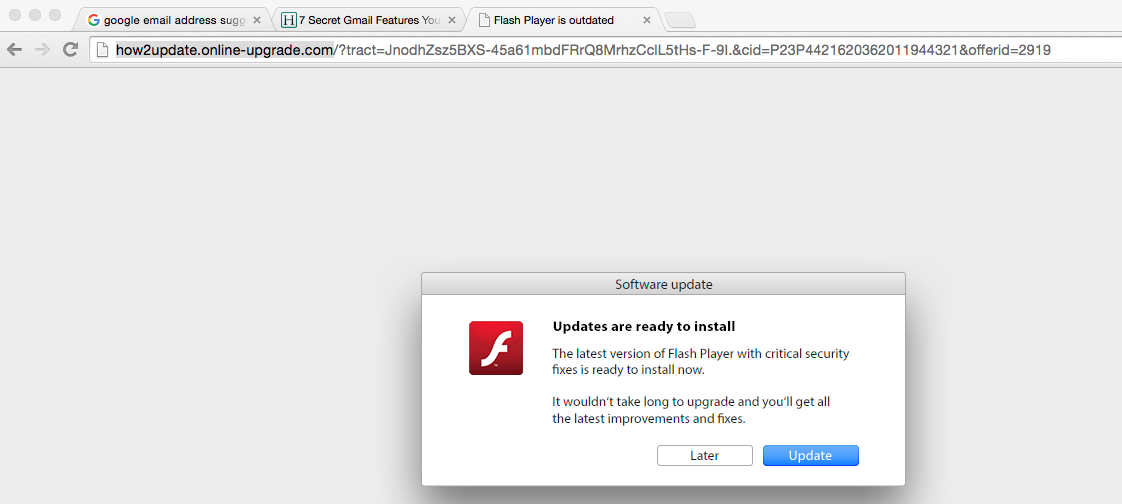 google email address sugg
H 7 Secret Gmail Features You
Flash Player is outdated
how2update.online-upgrade.com/?tract=JnodhZsz5BXS-45a61mbdFRrQ8MrhzCclL5tHs-F-9I.&cid=P23P4421620362011944321&offerid=2919
Software update
Updates are ready to install
The latest version of Flash Player with critical security
fixes is ready to install now.
It wouldn't take long to upgrade and you'll get all
the latest improvements and fixes.
Later
Update